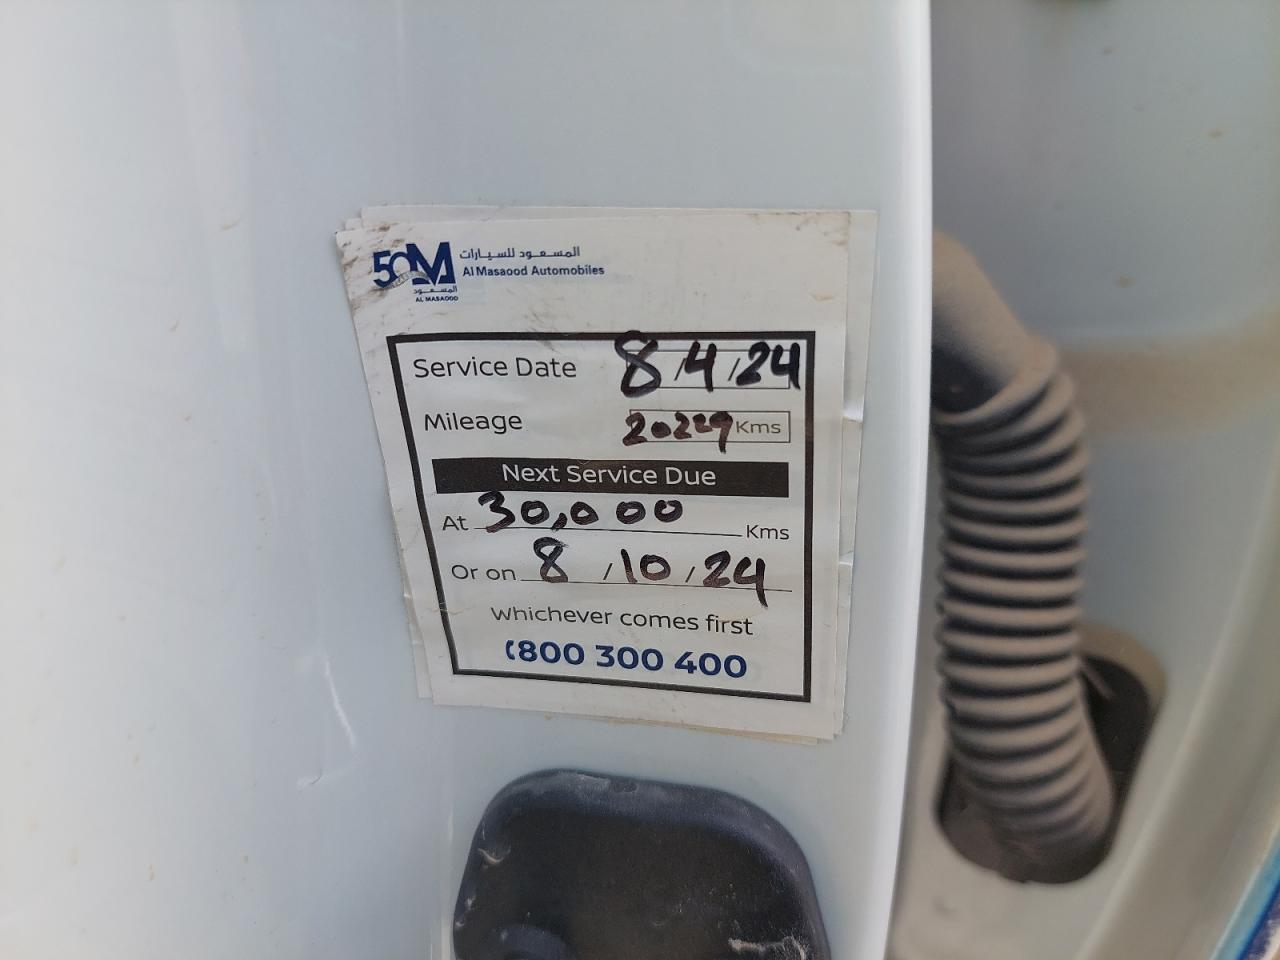 50 المسعود للسيارات
Al Masaood Automobiles
المسعود
AL MASAOOD
Service Date 8/4/24
Mileage 20229 Kms
Next Service Due
At 30,000 Kms
Or on 8/10/24
Whichever comes first
800 300 400